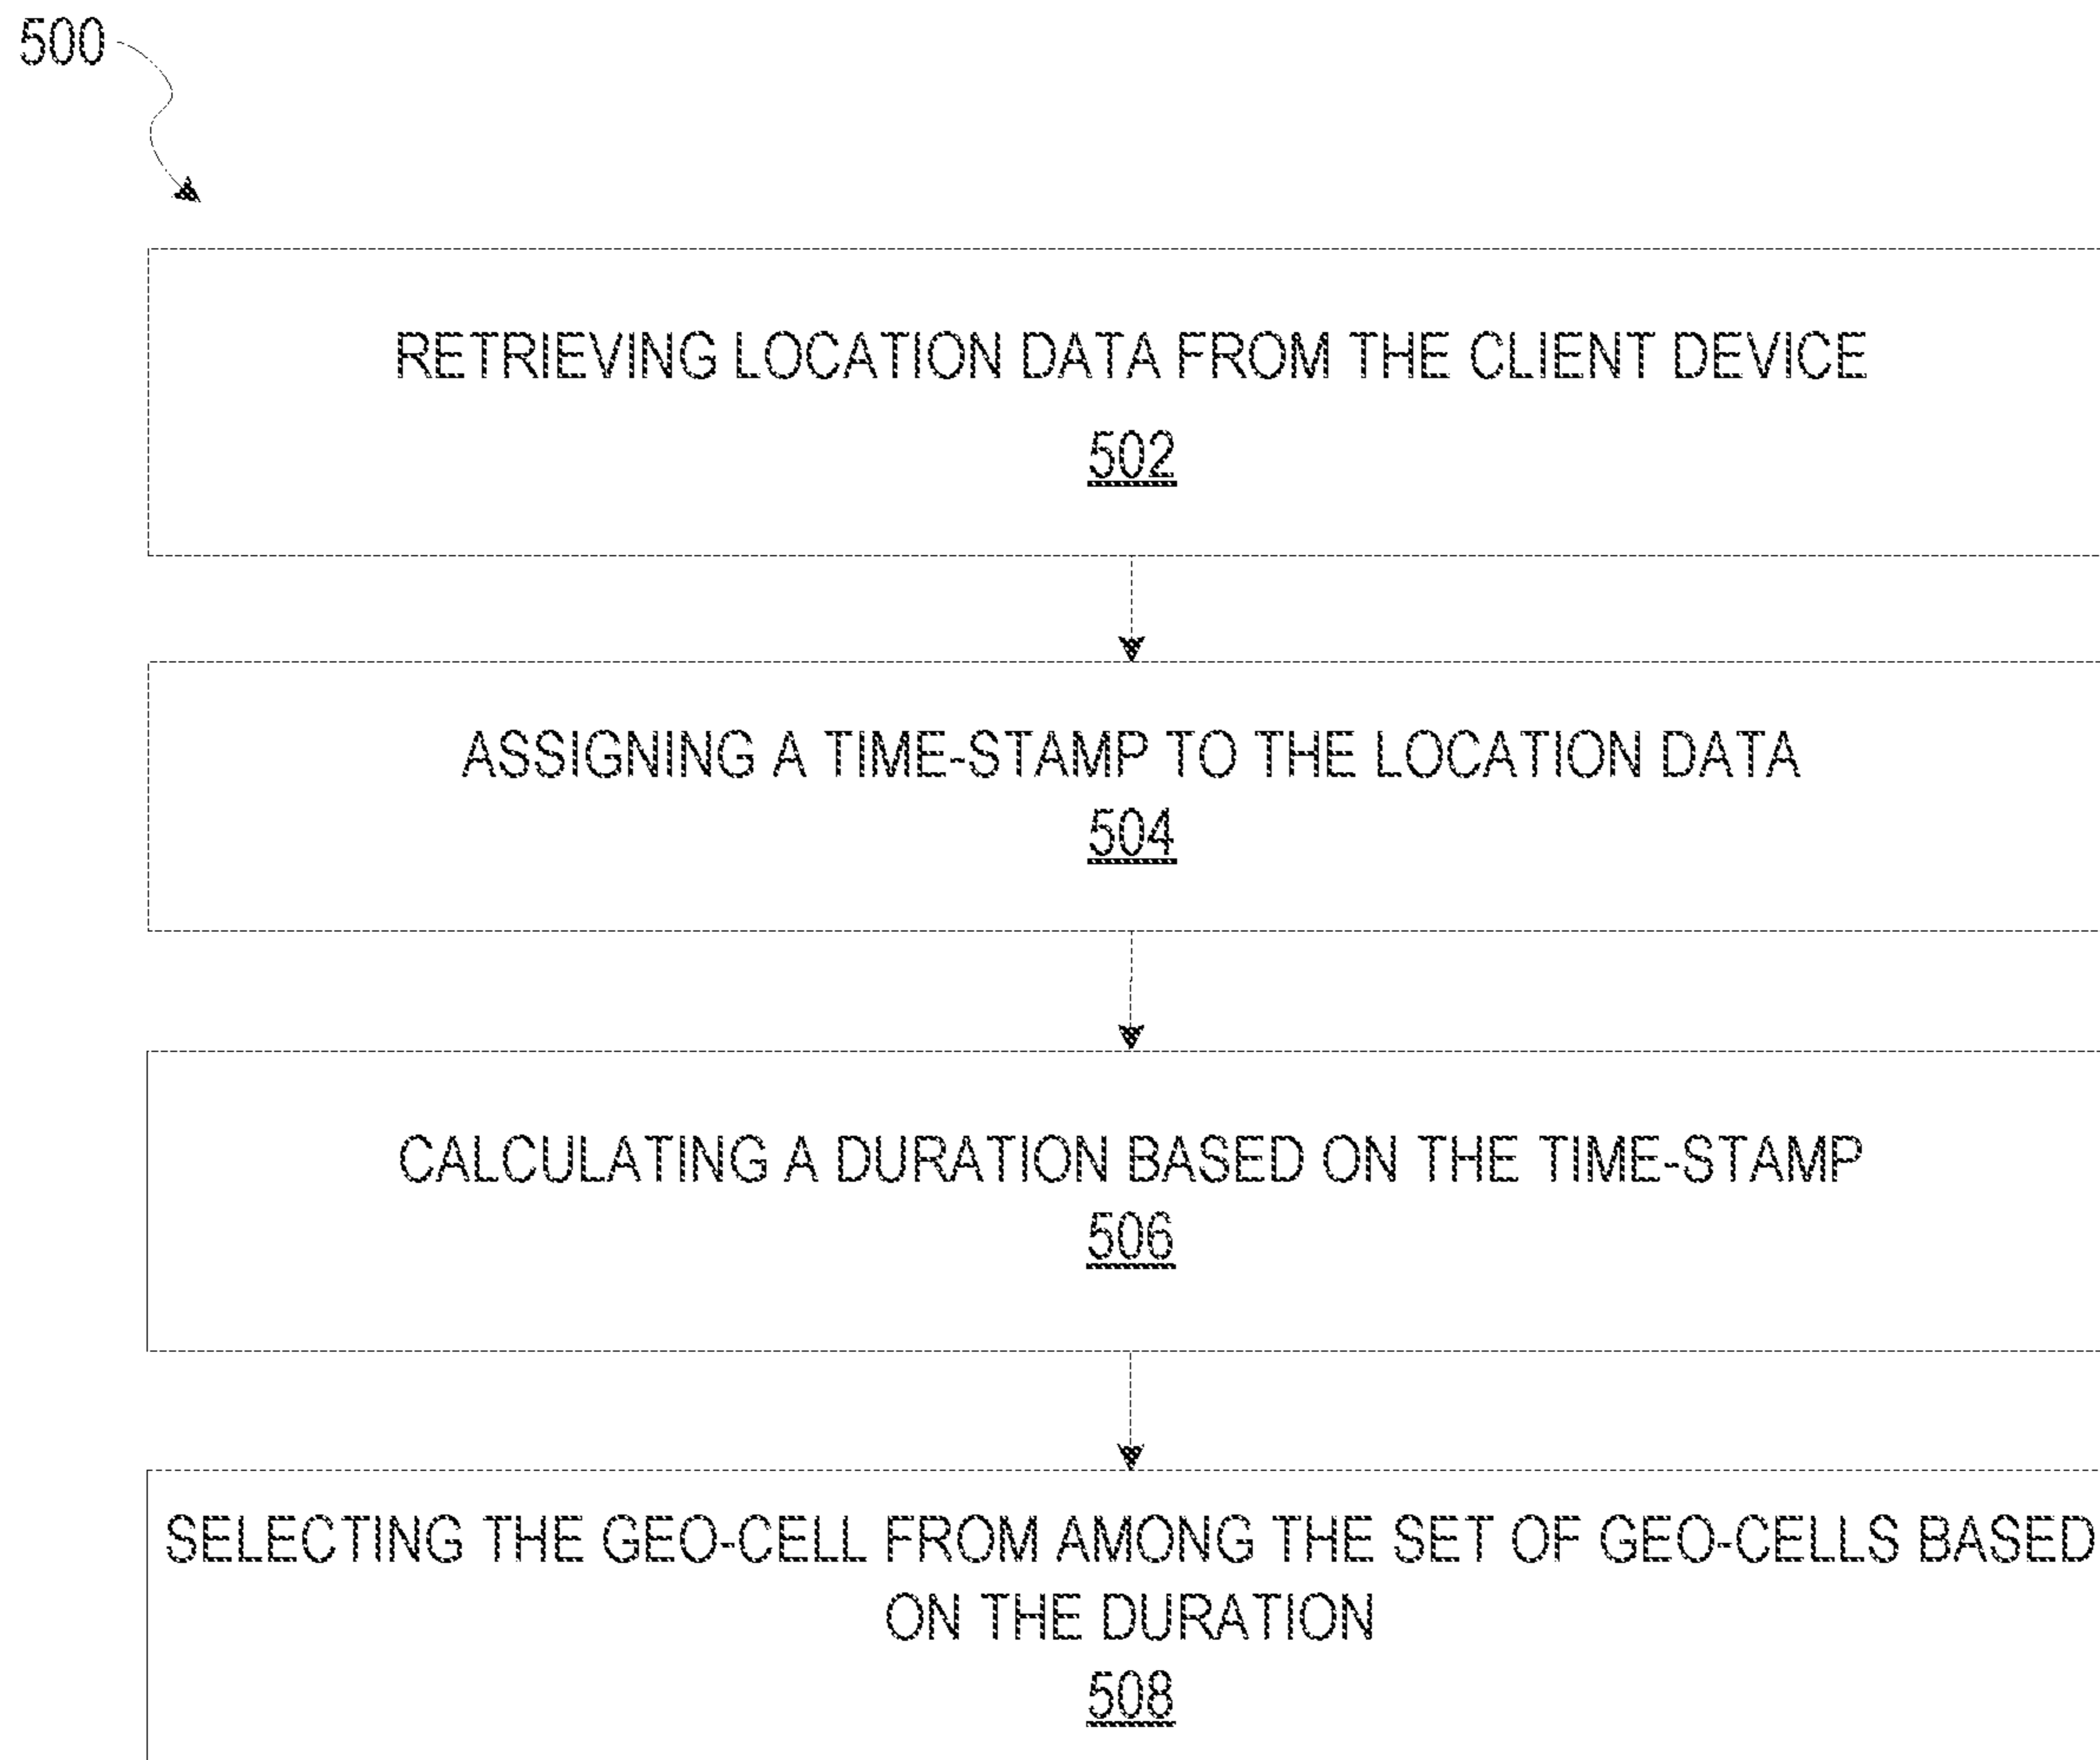 500
RETRIEVING LOCATION DATA FROM THE CLIENT DEVICE
502
ASSIGNING A TIME-STAMP TO THE LOCATION DATA
504
CALCULATING A DURATION BASED ON THE TIME-STAMP
506
SELECTING THE GEO-CELL FROM AMONG THE SET OF GEO-CELLS BASED
ON THE DURATION
508